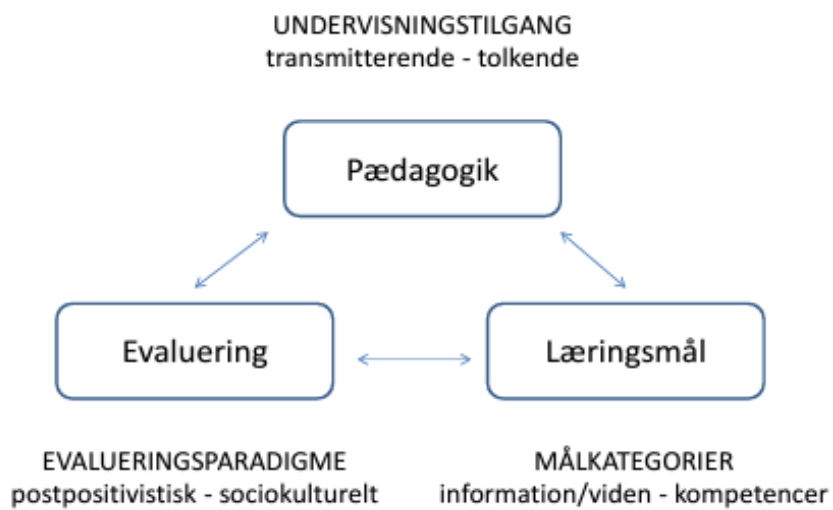 UNDERVISNINGSTILGANG
transmitterende - tolkende
Pædagogik
Evaluering
Læringsmål
EVALUERINGSPARADIGME
postpositivistisk - sociokulturelt
MÅLKATEGORIER
information/viden - kompetencer